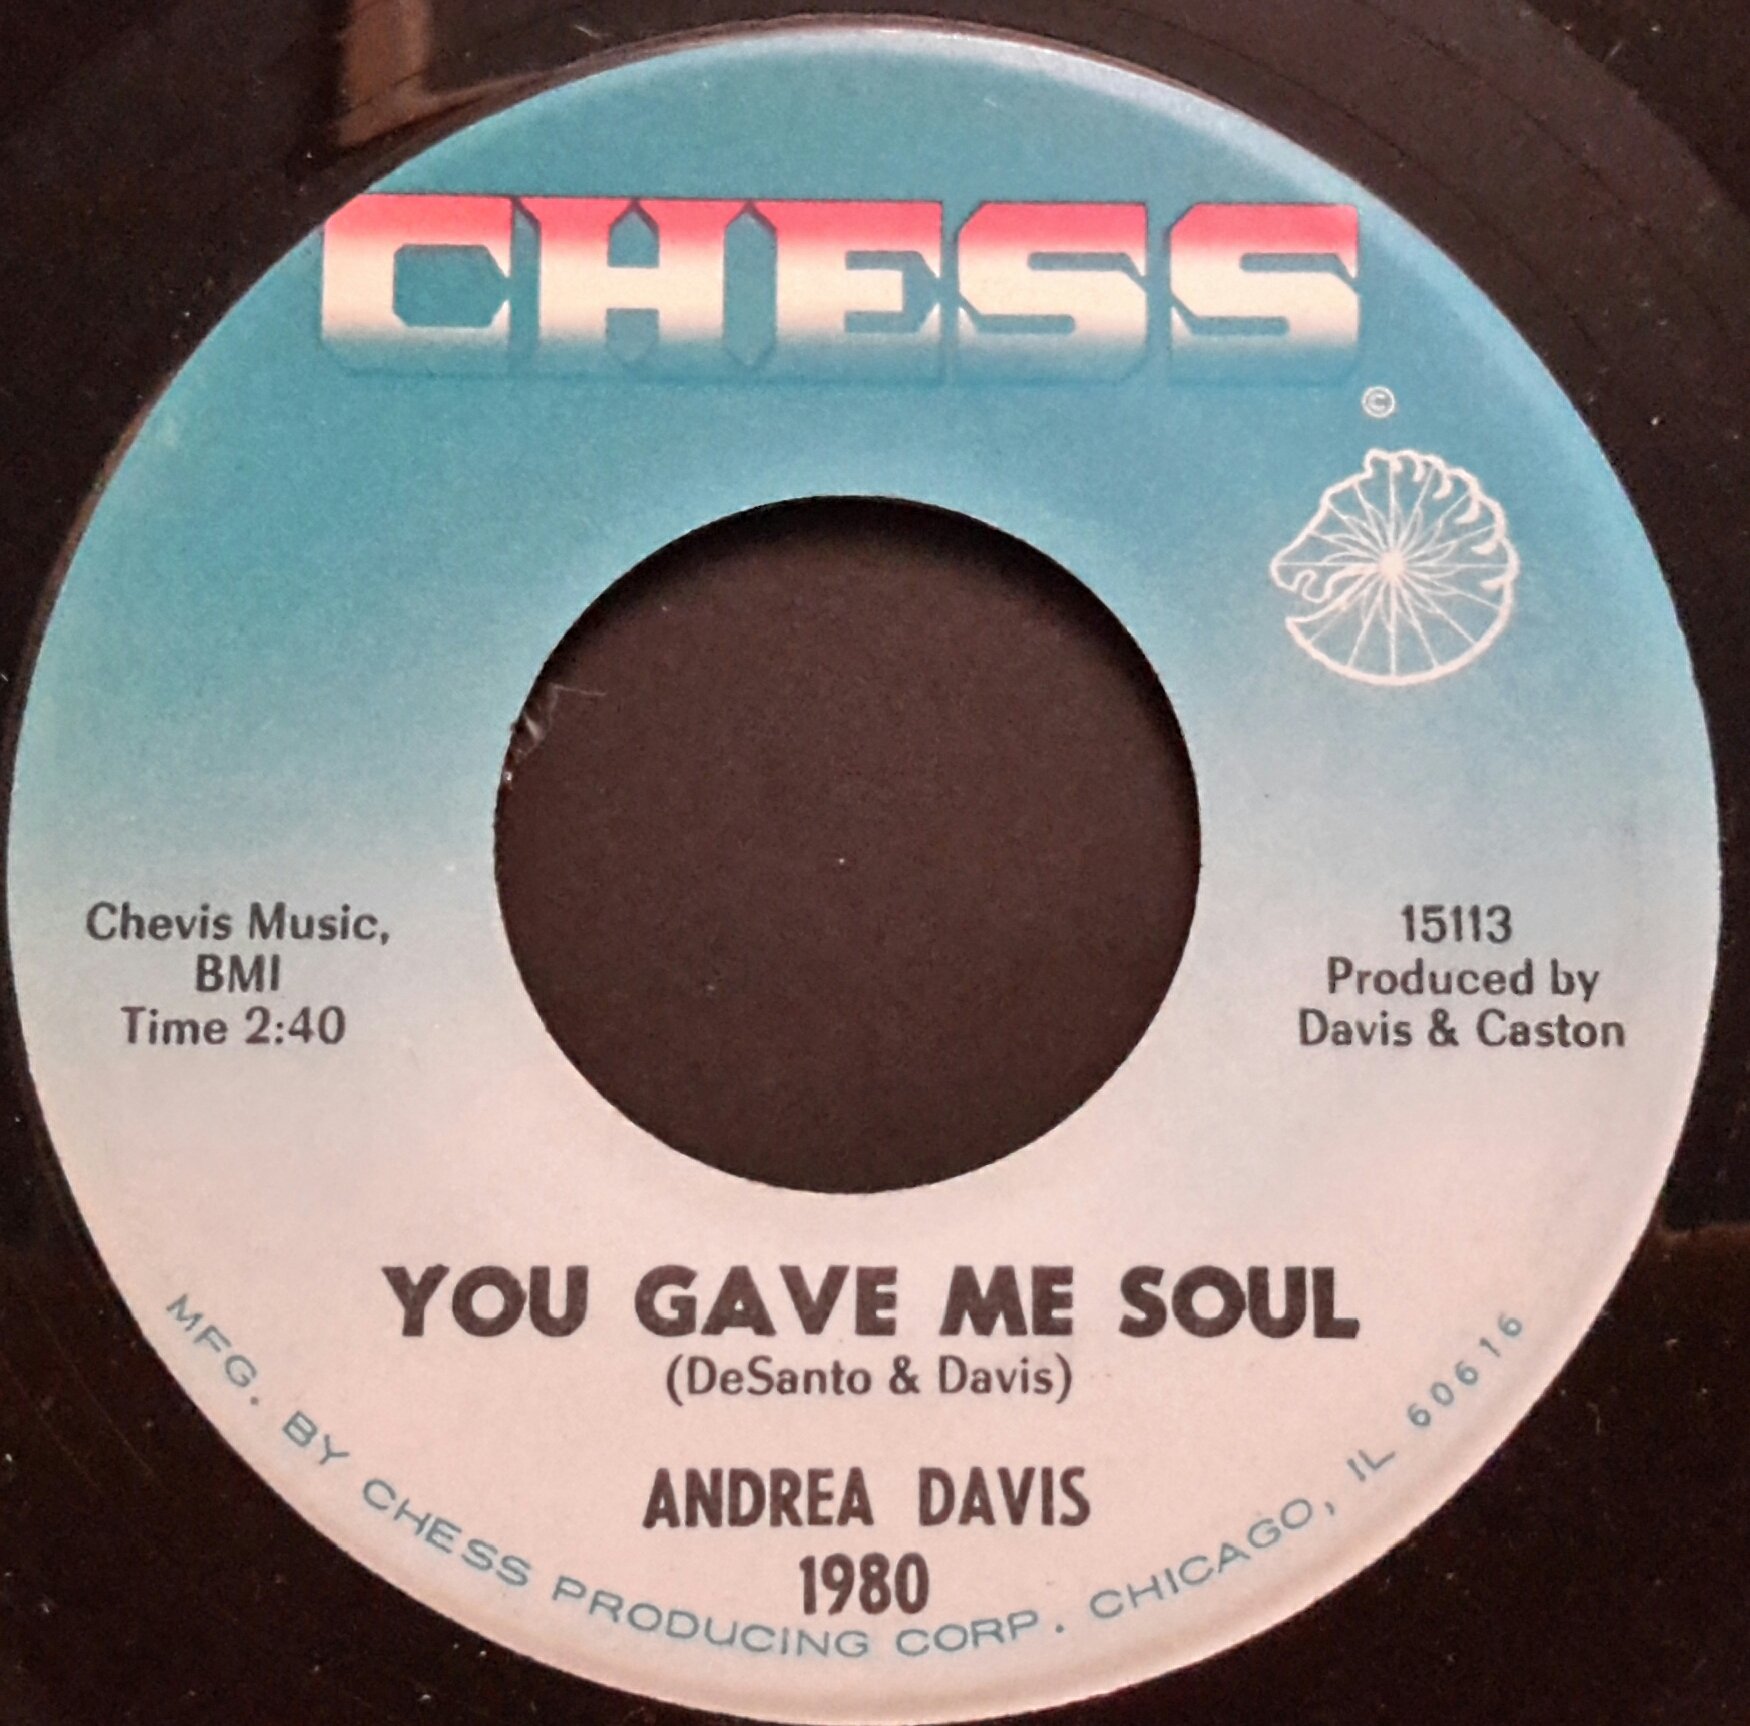 CHESS
©
Chevis Music,
BMI
Time 2:40
15113
Produced by
Davis & Caston
YOU GAVE ME SOUL
(DeSanto & Davis)
ANDREA DAVIS
1980
MFG. BY CHESS PRODUCING CORP. CHICAGO, IL 60616